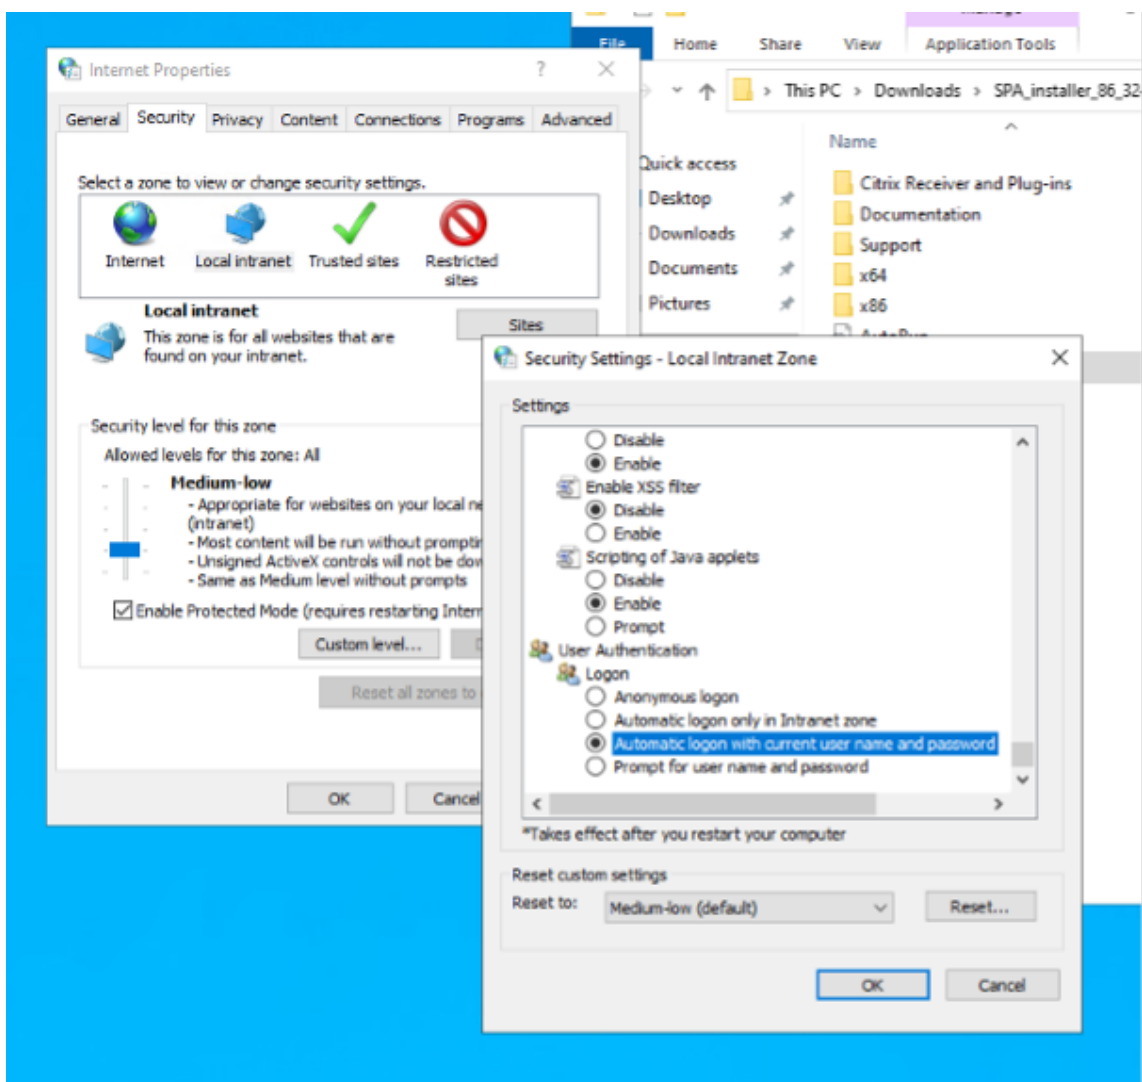 File
Home
Share
View
Application Tools
This PC > Downloads > SPA_installer_86_32
Name
Quick access
Desktop
Downloads
Documents
Pictures
Citrix Receiver and Plug-ins
Documentation
Support
x64
x86
AutoRun
Internet Properties
?
General
Security
Privacy
Content
Connections
Programs
Advanced
Select a zone to view or change security settings.
Internet
Local intranet
Trusted sites
Restricted
sites
Local intranet
This zone is for all websites that are
found on your intranet.
Sites
Security level for this zone
Allowed levels for this zone: All
Medium-low
- Appropriate for websites on your local ne
(intranet)
- Most content will be run without promptin
- Unsigned ActiveX controls will not be dow
- Same as Medium level without prompts
Enable Protected Mode (requires restarting Intern
Custom level...
Reset all zones to
OK
Cancel
Security Settings - Local Intranet Zone
Settings
Disable
Enable
Enable XSS filter
Disable
Enable
Scripting of Java applets
Disable
Enable
Prompt
User Authentication
Logon
Anonymous logon
Automatic logon only in Intranet zone
Automatic logon with current user name and password
Prompt for user name and password
*Takes effect after you restart your computer
Reset custom settings
Reset to:
Medium-low (default)
Reset...
OK
Cancel